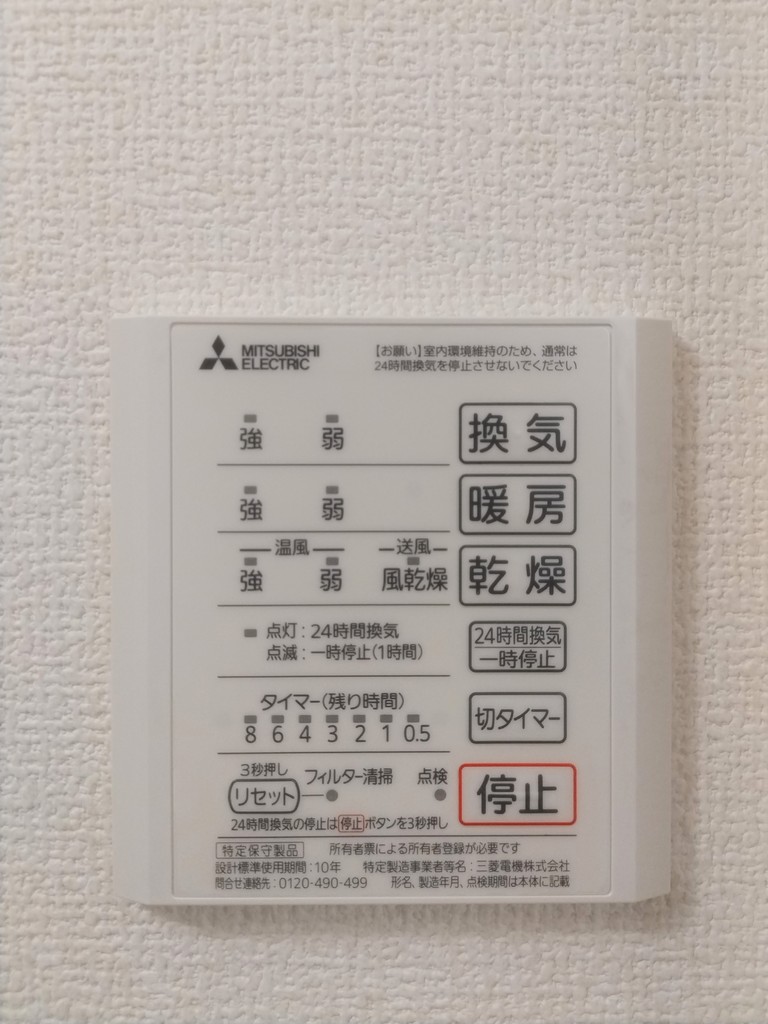 MITSUBISHI
ELECTRIC
【お願い】室内環境維持のため、通常は
24時間換気を停止させないでください
強 弱 換気
強 弱 暖房
温風 送風
強 弱 風乾燥 乾燥
点灯:24時間換気
点滅:一時停止(1時間)
24時間換気
一時停止
タイマー(残り時間)
8 6 4 3 2 1 0.5
切タイマー
3秒押し
リセット フィルター清掃 点検
停止
24時間換気の停止は停止ボタンを3秒押し
特定保守製品 所有者票による所有者登録が必要です
設計標準使用期間:10年 特定製造事業者等名:三菱電機株式会社
問合せ連絡先:0120-490-499 形名、製造年月、点検期間は本体に記載